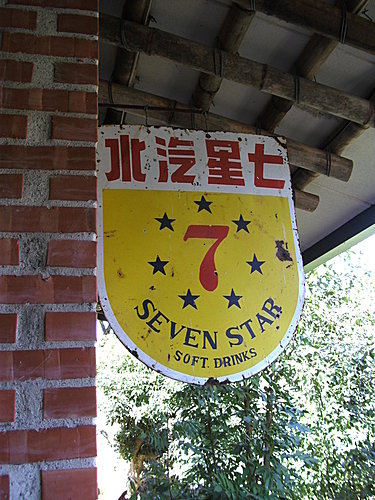 水汽星七
7
SEVEN STAR
SOFT. DRINKS